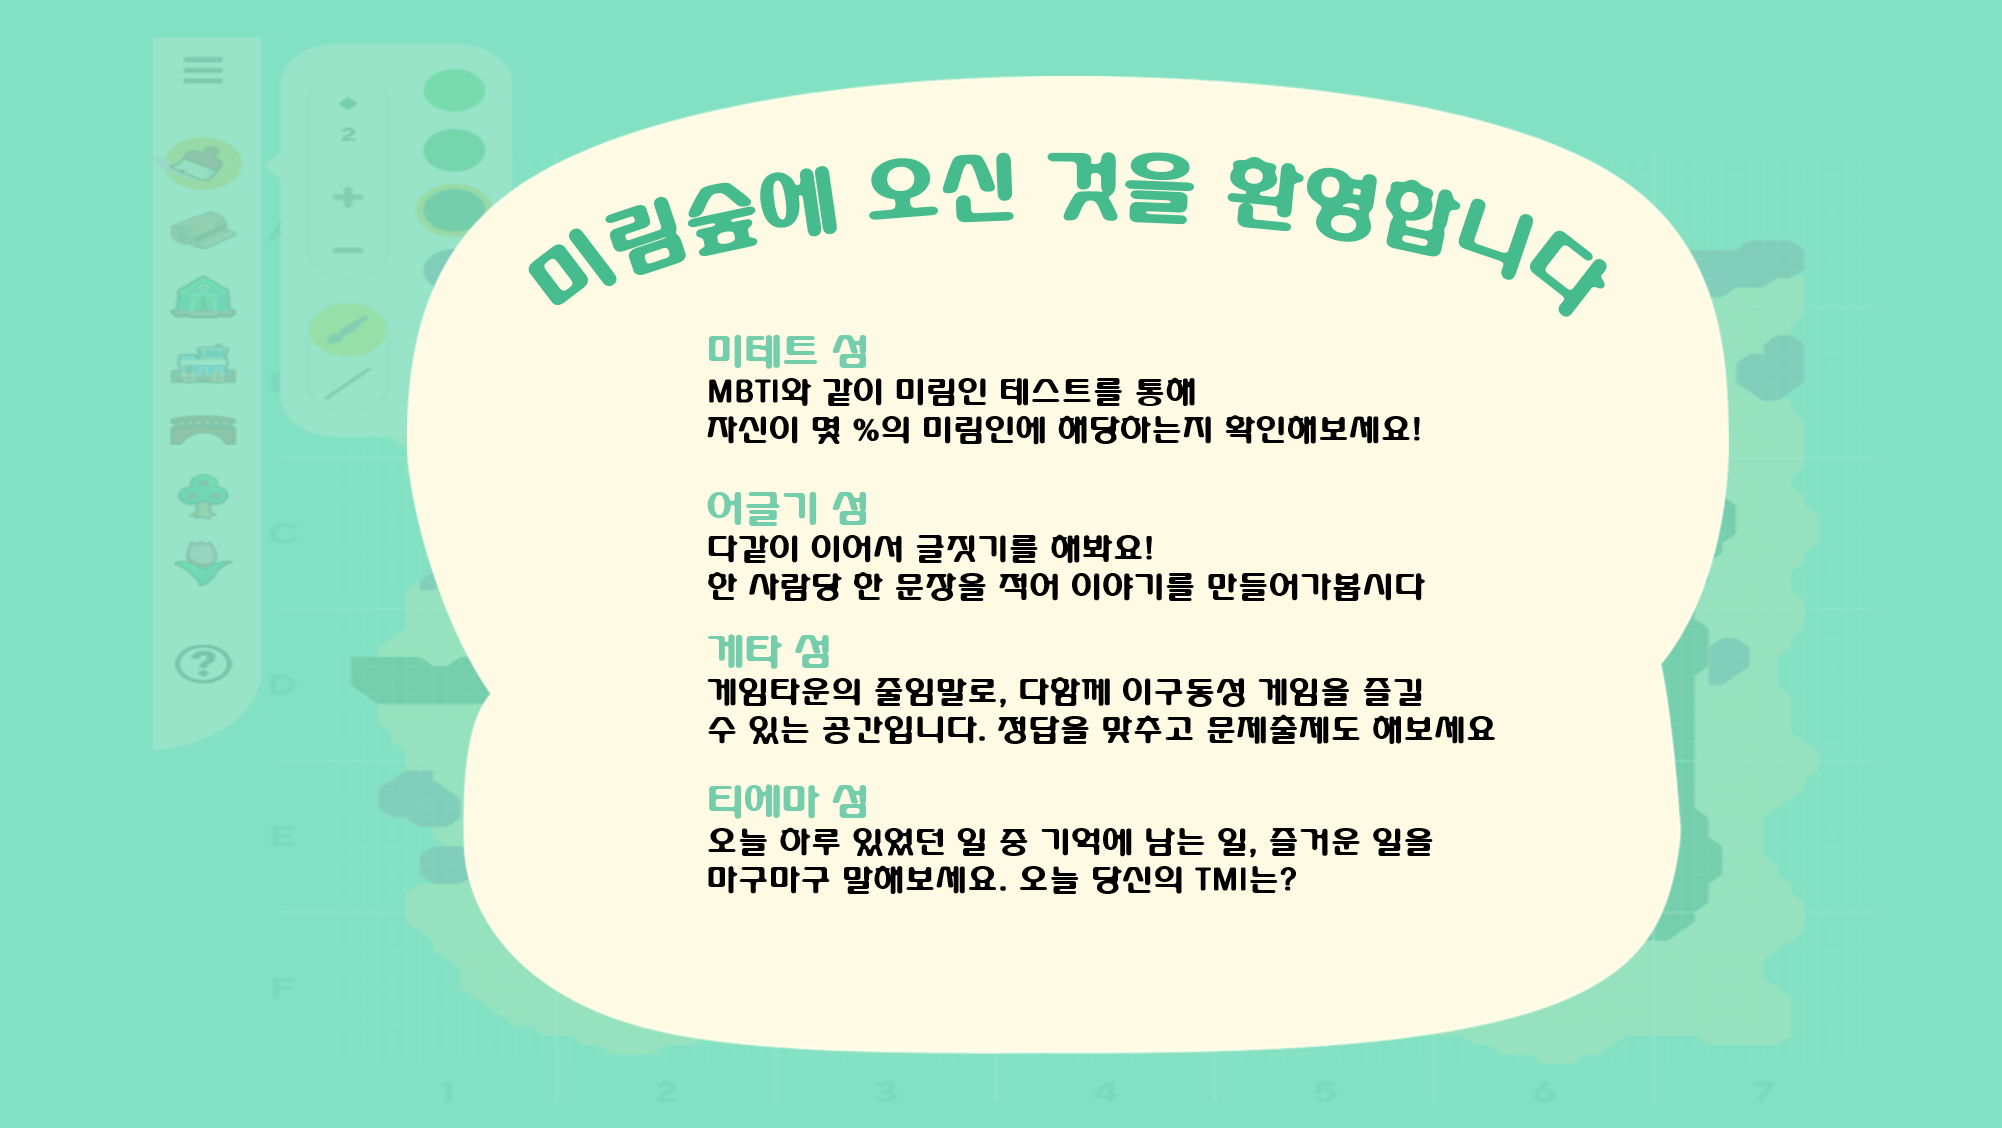 미림숲에 오신 것을 환영합니다
미테트 섬
MBTI와 같이 미림인 테스트를 통해
자신이 몇 %의 미림인에 해당하는지 확인해보세요!
어글기 섬
다같이 이어서 글짓기를 해봐요!
한 사람당 한 문장을 적어 이야기를 만들어가봅시다
게타 섬
게임타운의 줄임말로, 다함께 이구동성 게임을 즐길
수 있는 공간입니다. 정답을 맞추고 문제출제도 해보세요
티에마 섬
오늘 하루 있었던 일 중 기억에 남는 일, 즐거운 일을
마구마구 말해보세요. 오늘 당신의 TMI는?
2
+
−
?
C
D
E
F
1 2 3 4 5 6 7